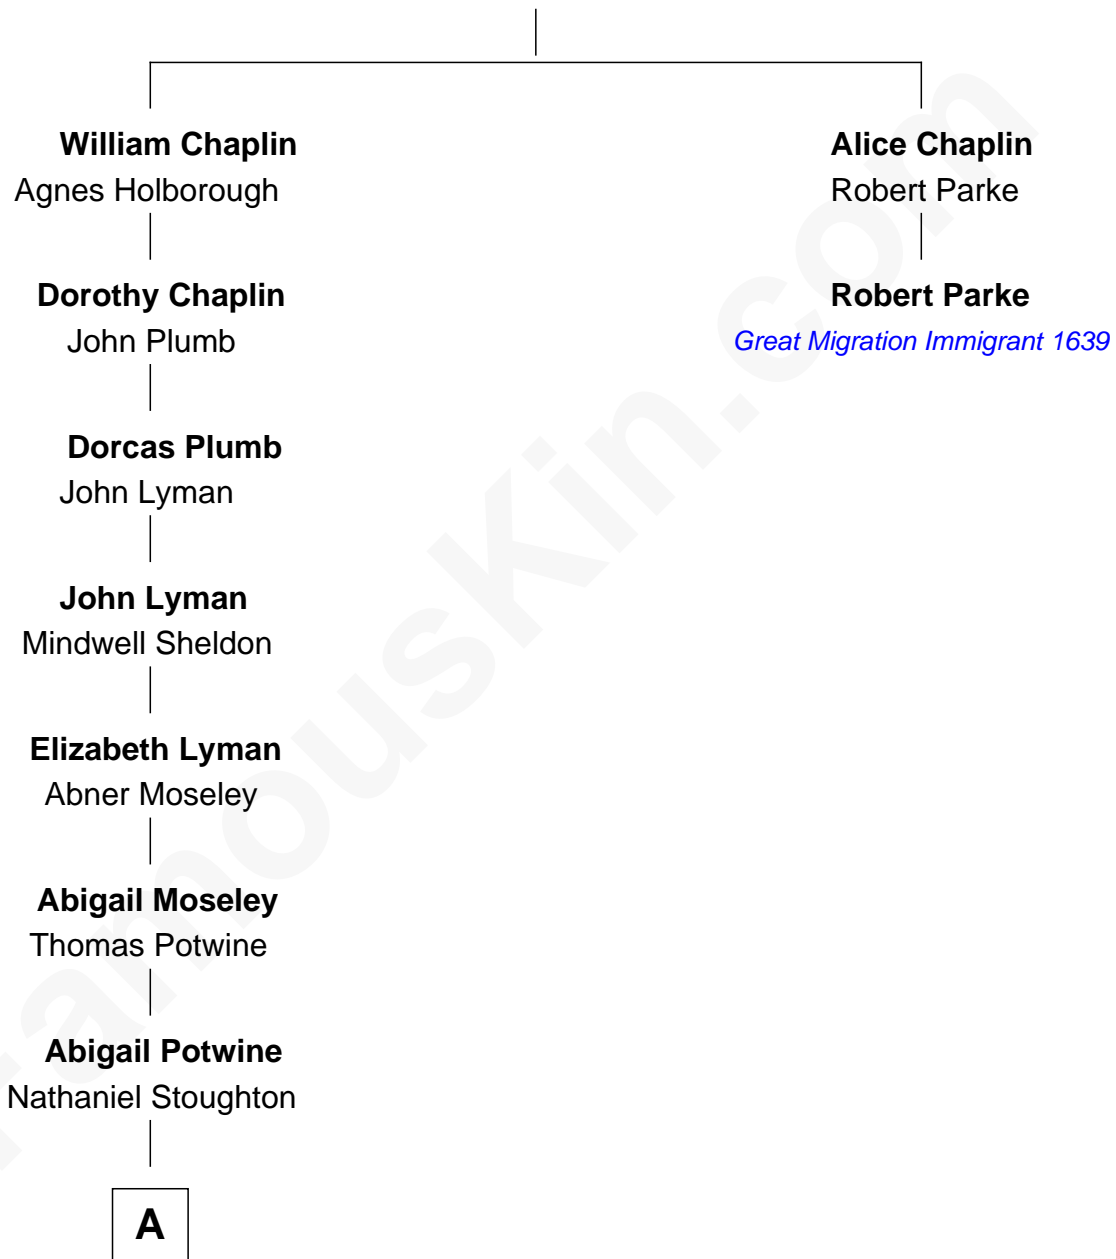 William Chaplin
Agnes Holborough
Dorothy Chaplin
John Plumb
Dorcas Plumb
John Lyman
John Lyman
Mindwell Sheldon
Elizabeth Lyman
Abner Moseley
Abigail Moseley
Thomas Potwine
Abigail Potwine
Nathaniel Stoughton
A
Alice Chaplin
Robert Parke
Robert Parke
Great Migration Immigrant 1639
FamousKin.com